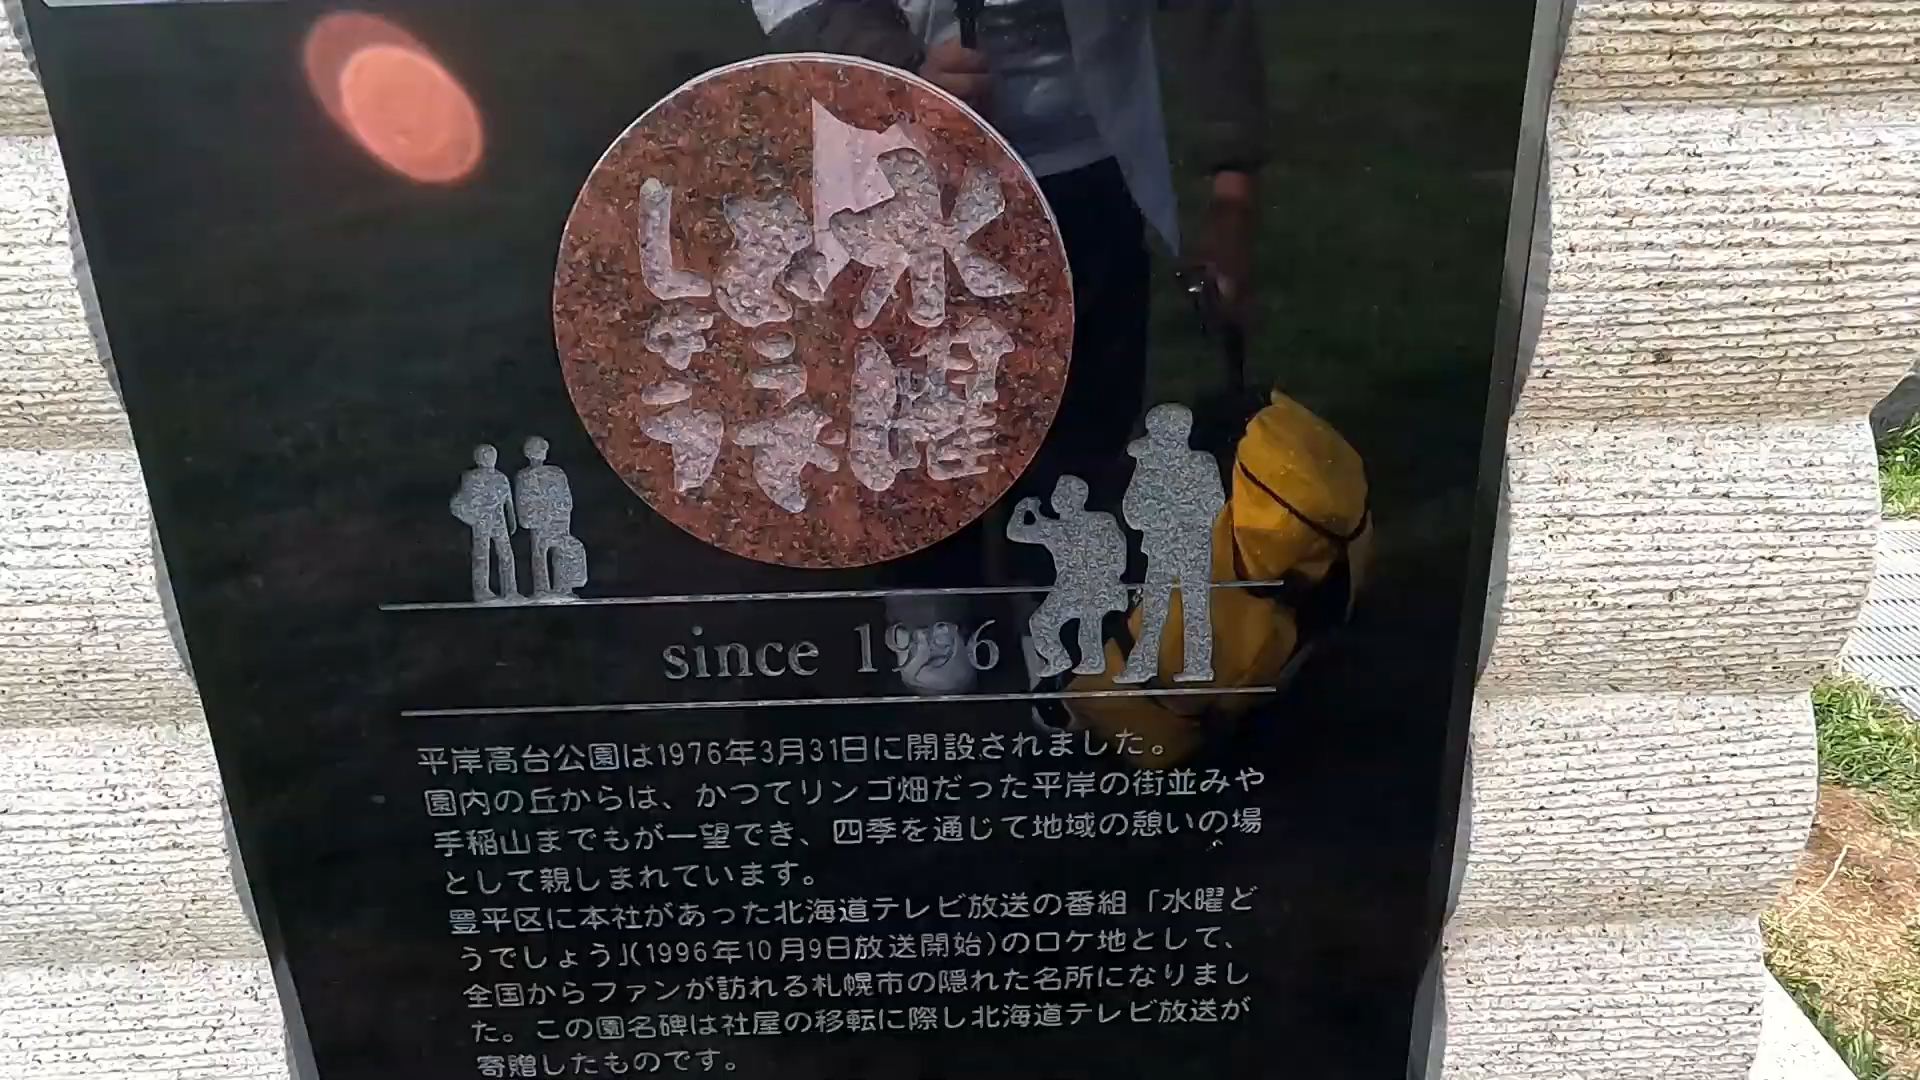 水曜
どうで
しょう
since 1996
平岸高台公園は1976年3月31日に開設されました。
園内の丘からは、かつてリンゴ畑だった平岸の街並みや
手稲山までもが一望でき、四季を通じて地域の憩いの場
として親しまれています。
豊平区に本社があった北海道テレビ放送の番組「水曜ど
うでしょう」(1996年10月9日放送開始)のロケ地として、
全国からファンが訪れる札幌市の隠れた名所になりまし
た。この園名碑は社屋の移転に際し北海道テレビ放送が
寄贈したものです。